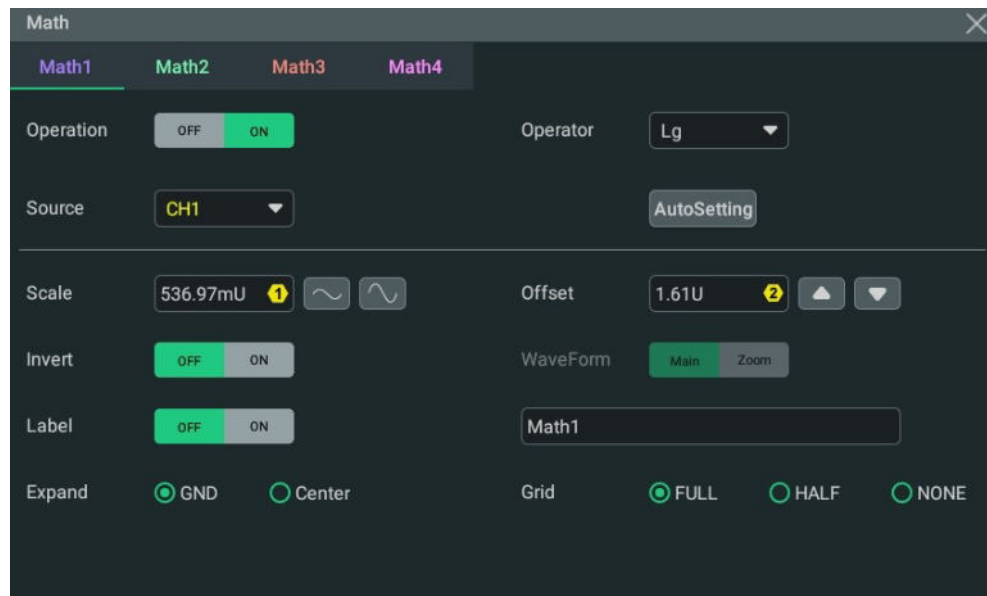 Math
Math1 Math2 Math3 Math4
Operation OFF ON Operator Lg
Source CH1 AutoSetting
Scale 536.97mU 1 Offset 1.61U 2
Invert OFF ON WaveForm Main Zoom
Label OFF ON Math1
Expand GND Center Grid FULL HALF NONE